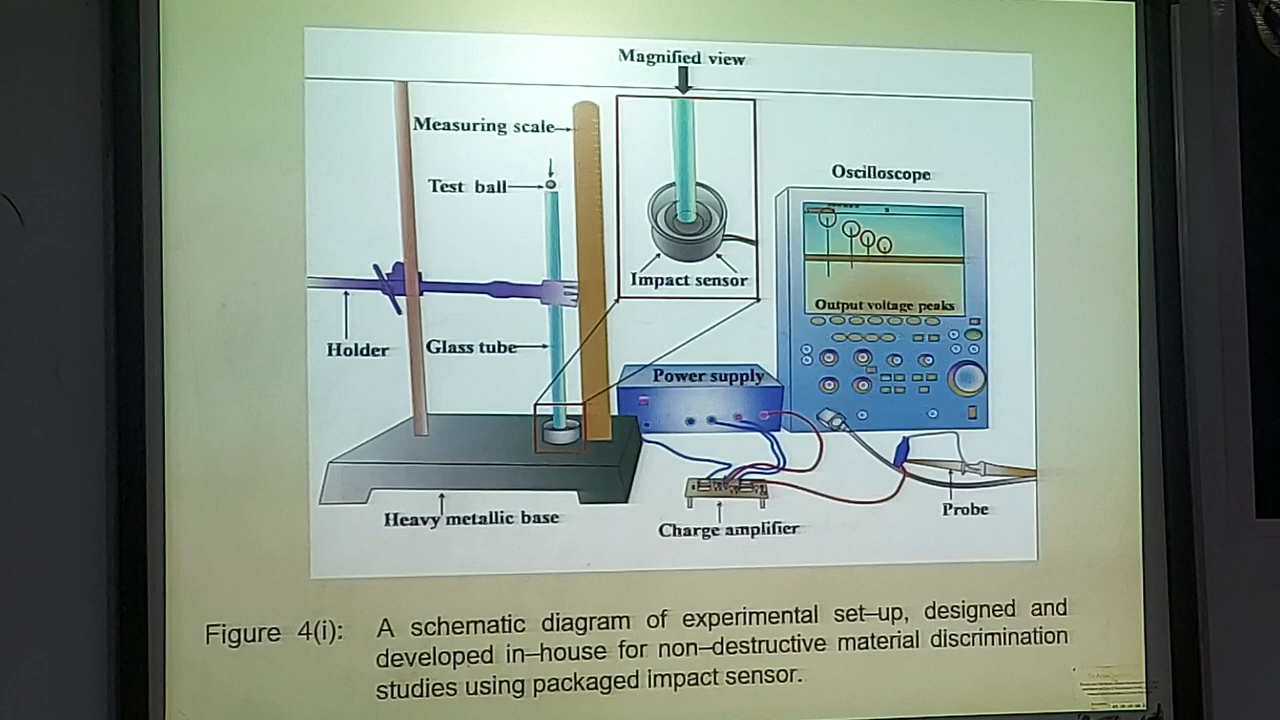 Magnified view
Measuring scale
Test ball
Oscilloscope
Impact sensor
Output voltage peaks
Holder
Glass tube
Power supply
Heavy metallic base
Charge amplifier
Probe
Figure 4(i): A schematic diagram of experimental set-up, designed and
developed in-house for non-destructive material discrimination
studies using packaged impact sensor.